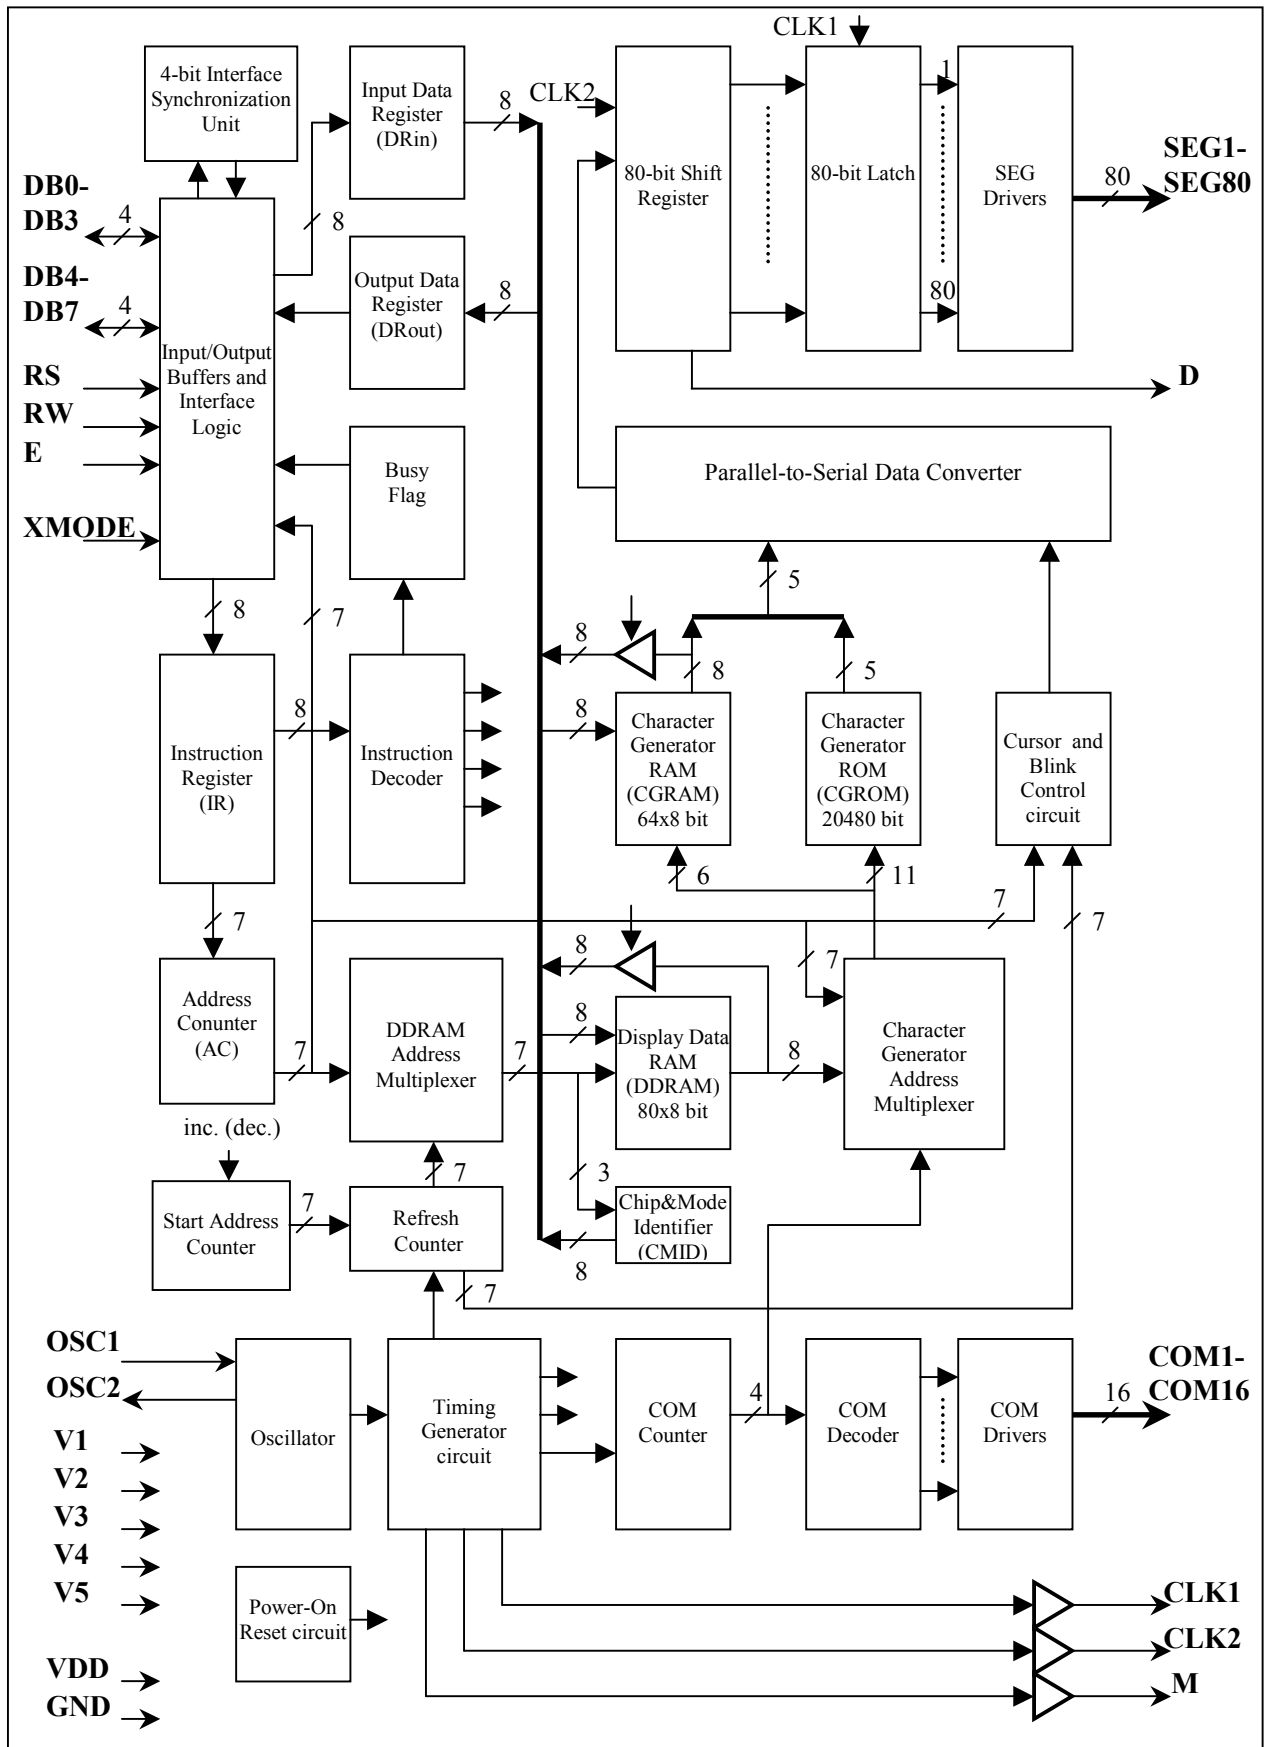 CLK1
4-bit Interface
Synchronization
Unit
Input Data
Register
(DRin)
8
CLK2
80-bit Shift
Register
80-bit Latch
1
80
SEG
Drivers
80
SEG1-
SEG80
DB0-
DB3
4
8
DB4-
DB7
4
Output Data
Register
(DRout)
8
Input/Output
Buffers and
Interface
Logic
RS
RW
E
XMODE
D
Busy
Flag
Parallel-to-Serial Data Converter
5
8
7
8
8
5
Instruction
Register
(IR)
8
Instruction
Decoder
8
Character
Generator
RAM
(CGRAM)
64x8 bit
Character
Generator
ROM
(CGROM)
20480 bit
Cursor and
Blink
Control
circuit
6
11
7
7
7
7
8
Address
Conunter
(AC)
7
DDRAM
Address
Multiplexer
7
8
Display Data
RAM
(DDRAM)
80x8 bit
8
Character
Generator
Address
Multiplexer
inc. (dec.)
7
3
Start Address
Counter
7
Refresh
Counter
Chip&Mode
Identifier
(CMID)
8
7
OSC1
OSC2
Oscillator
Timing
Generator
circuit
COM
Counter
4
COM
Decoder
COM
Drivers
16
COM1-
COM16
V1
V2
V3
V4
V5
Power-On
Reset circuit
CLK1
CLK2
M
VDD
GND